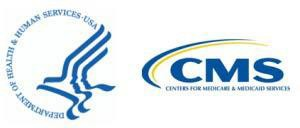 DEPARTMENT OF HEALTH & HUMAN SERVICES·USA
CMS
CENTERS FOR MEDICARE & MEDICAID SERVICES